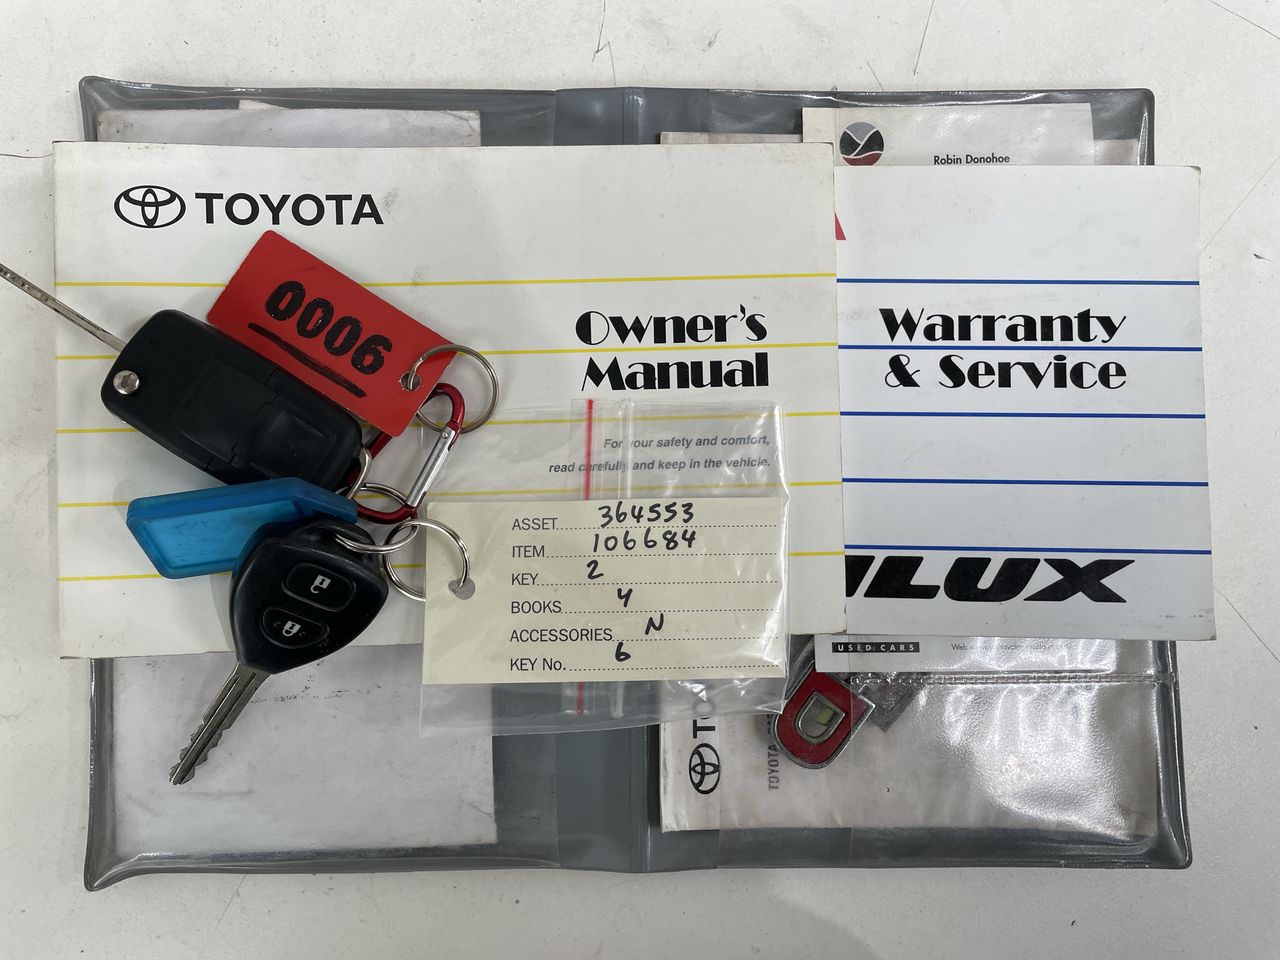 Robin Donohoe
TOYOTA
0006
Owner's
Manual
Warranty
& Service
For your safety and comfort,
read carefully and keep in the vehicle.
ASSET 364553
ITEM 106684
KEY 2
BOOKS 4
ACCESSORIES N
KEY No. 6
ILUX
USED CARS
TOYOTA